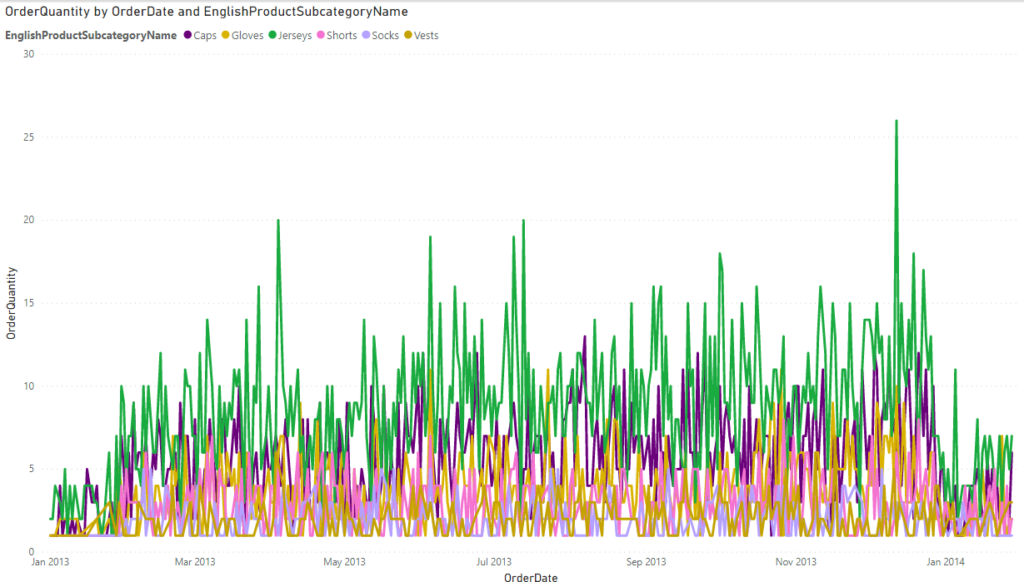 OrderQuantity by OrderDate and EnglishProductSubcategoryName
EnglishProductSubcategoryName Caps Gloves Jerseys Shorts Socks Vests
30
25
20
15
10
5
0
OrderQuantity
Jan 2013 Mar 2013 May 2013 Jul 2013 Sep 2013 Nov 2013 Jan 2014
OrderDate